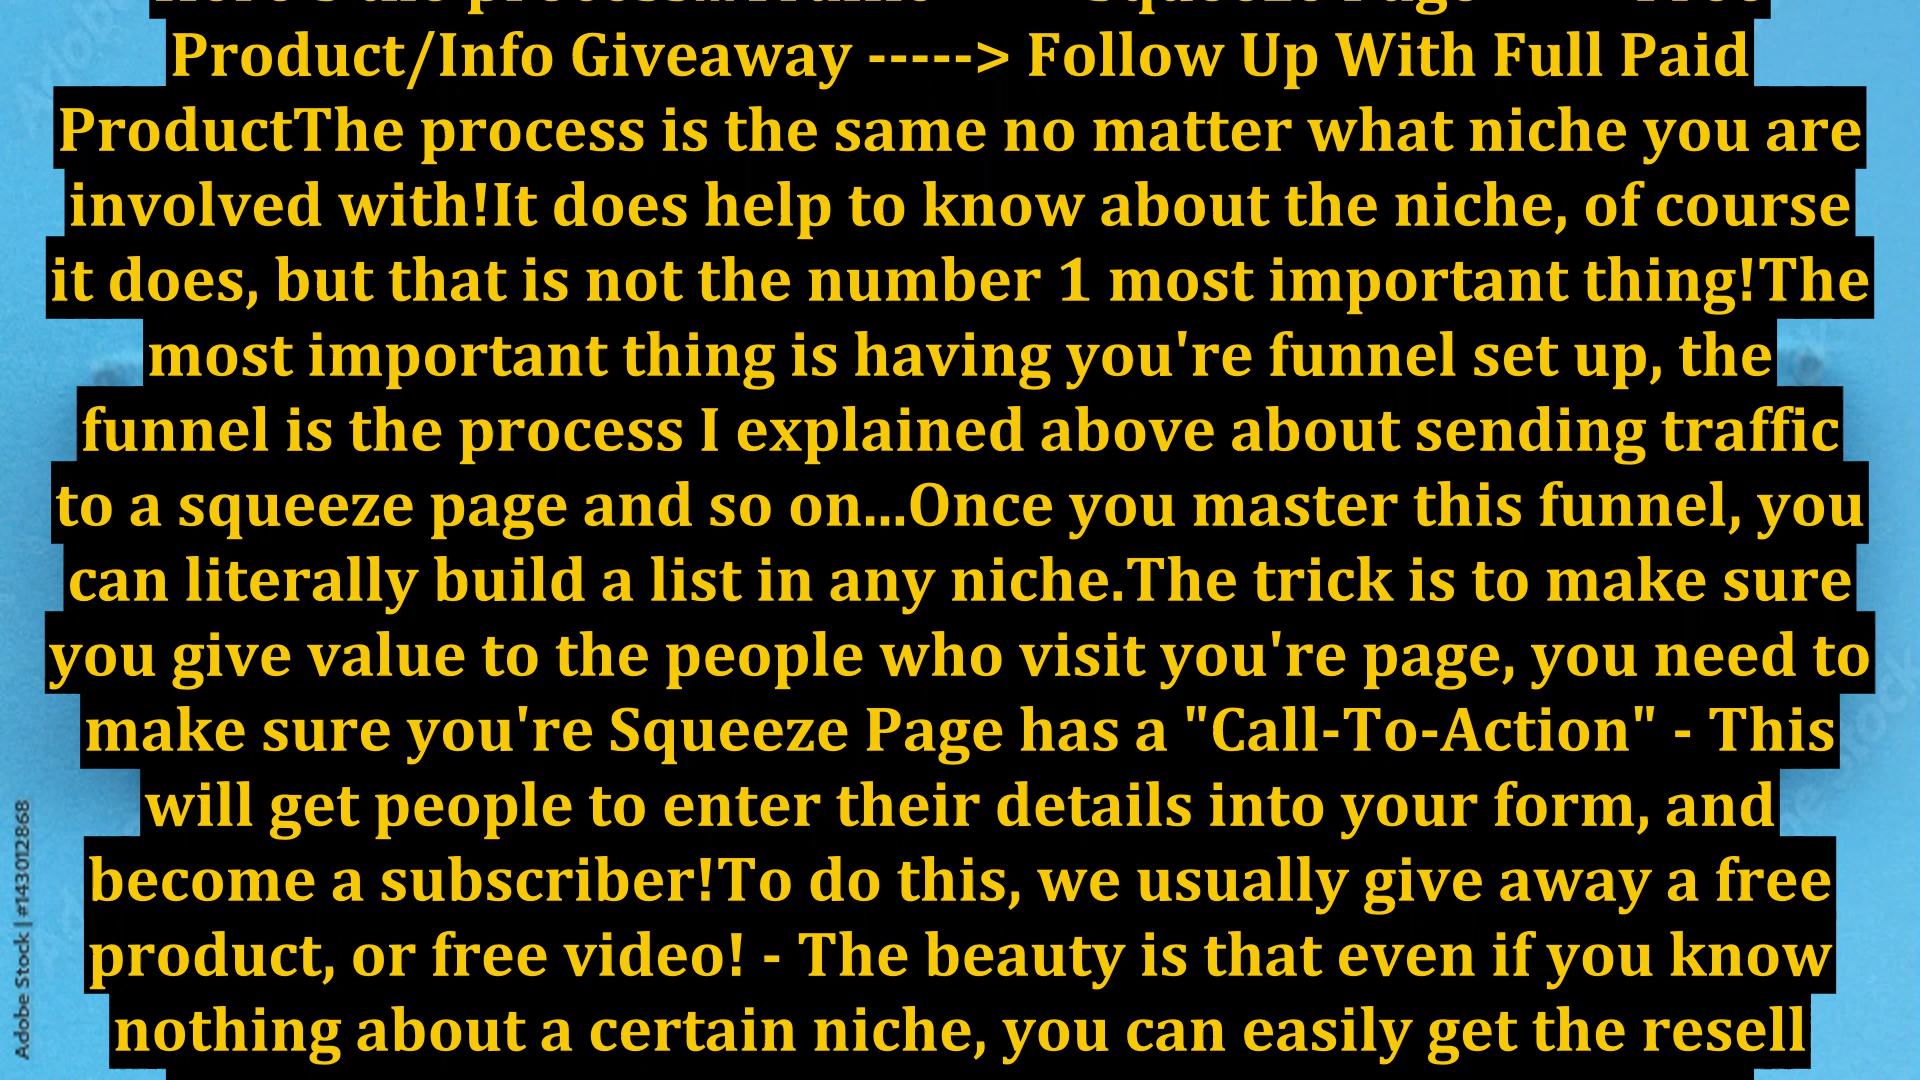 Product/Info Giveaway -----> Follow Up With Full Paid
ProductThe process is the same no matter what niche you are
involved with!It does help to know about the niche, of course
it does, but that is not the number 1 most important thing!The
most important thing is having you're funnel set up, the
funnel is the process I explained above about sending traffic
to a squeeze page and so on...Once you master this funnel, you
can literally build a list in any niche.The trick is to make sure
you give value to the people who visit you're page, you need to
make sure you're Squeeze Page has a "Call-To-Action" - This
will get people to enter their details into your form, and
become a subscriber!To do this, we usually give away a free
product, or free video! - The beauty is that even if you know
nothing about a certain niche, you can easily get the resell
Adobe Stock | #143012868